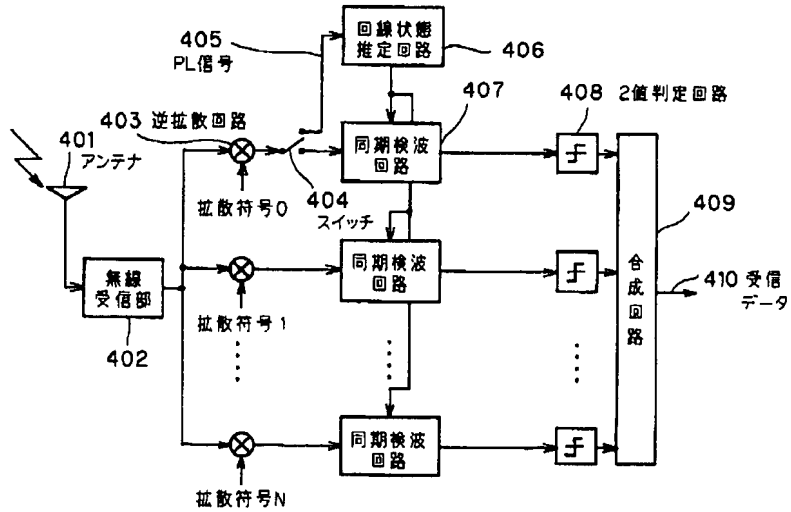 405
PL信号
回線状態
推定回路
406
407
408 2値判定回路
403 逆拡散回路
401
アンテナ
同期検波
回路
拡散符号0
404
スイッチ
409
無線
受信部
402
同期検波
回路
拡散符号1
合成回路
410 受信
データ
同期検波
回路
拡散符号N